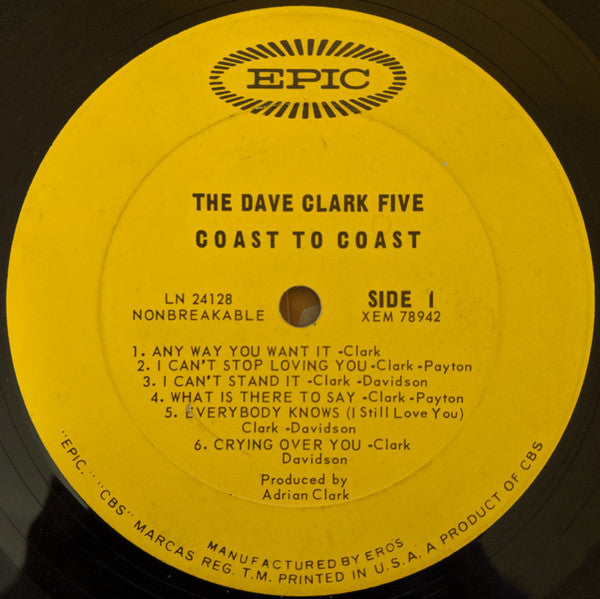 EPIC
THE DAVE CLARK FIVE
COAST TO COAST
LN 24128
NONBREAKABLE
SIDE 1
XEM 78942
1. ANY WAY YOU WANT IT -Clark
2. I CAN'T STOP LOVING YOU -Clark -Payton
3. I CAN'T STAND IT -Clark -Davidson
4. WHAT IS THERE TO SAY -Clark -Payton
5. EVERYBODY KNOWS (I Still Love You)
Clark -Davidson
6. CRYING OVER YOU -Clark
Davidson
Produced by
Adrian Clark
MANUFACTURED BY EROS
"EPIC," "CBS" MARCAS REG. T.M. PRINTED IN U.S.A. A PRODUCT OF CBS